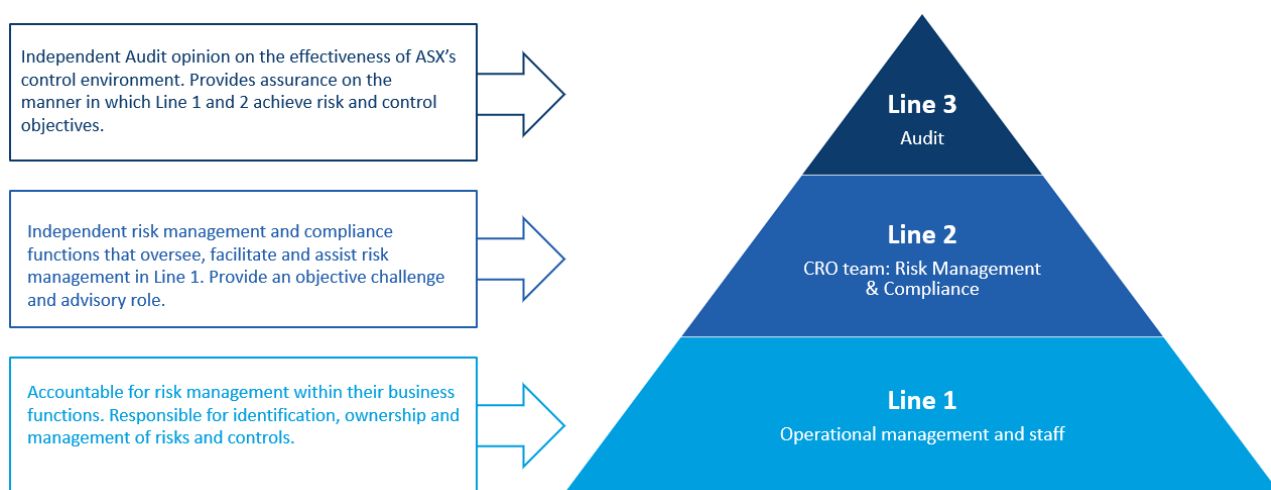 Independent Audit opinion on the effectiveness of ASX's
control environment. Provides assurance on the
manner in which Line 1 and 2 achieve risk and control
objectives.
Line 3
Audit
Independent risk management and compliance
functions that oversee, facilitate and assist risk
management in Line 1. Provide an objective challenge
and advisory role.
Line 2
CRO team: Risk Management
& Compliance
Accountable for risk management within their business
functions. Responsible for identification, ownership and
management of risks and controls.
Line 1
Operational management and staff